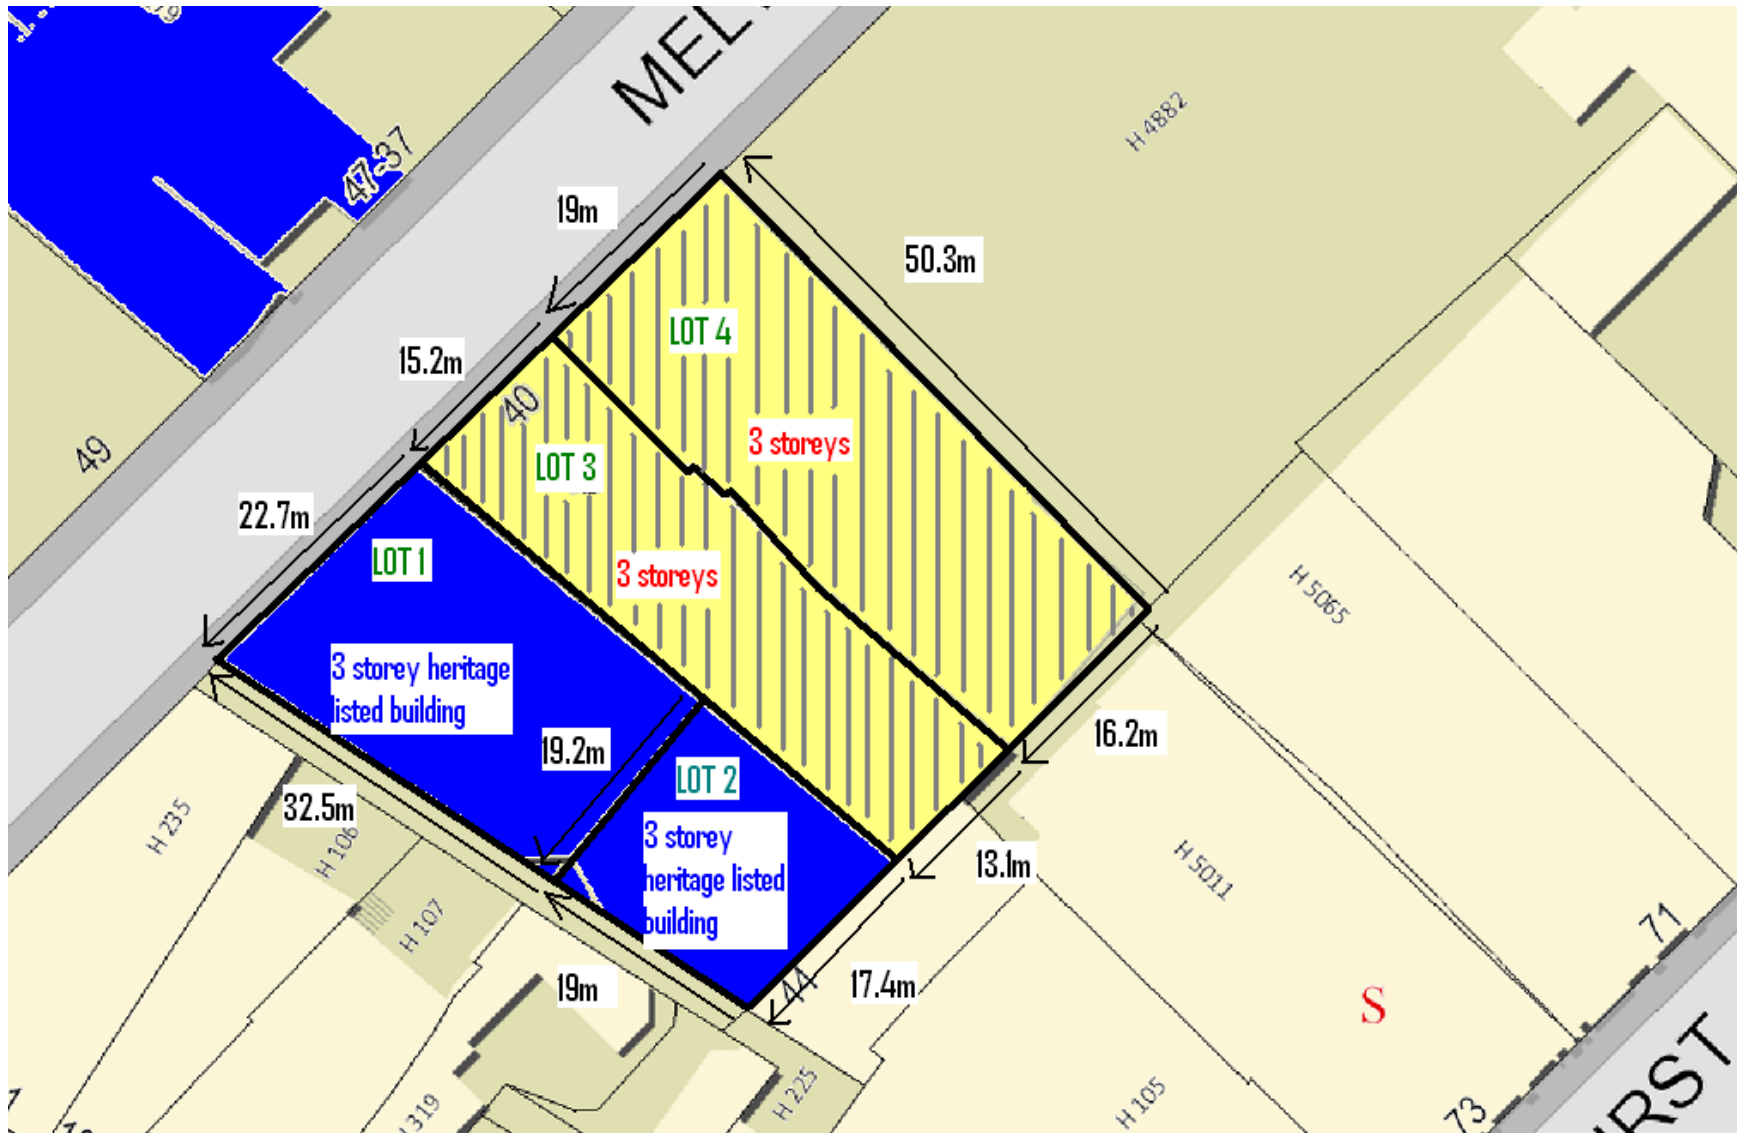 MEL
H 4882
47-37
19m
50.3m
LOT 4
15.2m
40
49
3 storeys
LOT 3
22.7m
LOT 1
3 storeys
H 5065
3 storey heritage
listed building
19.2m
LOT 2
16.2m
32.5m
H 235
H 106
3 storey
heritage listed
building
13.1m
H 5011
H 107
71
19m
44
17.4m
S
H 225
H 105
73